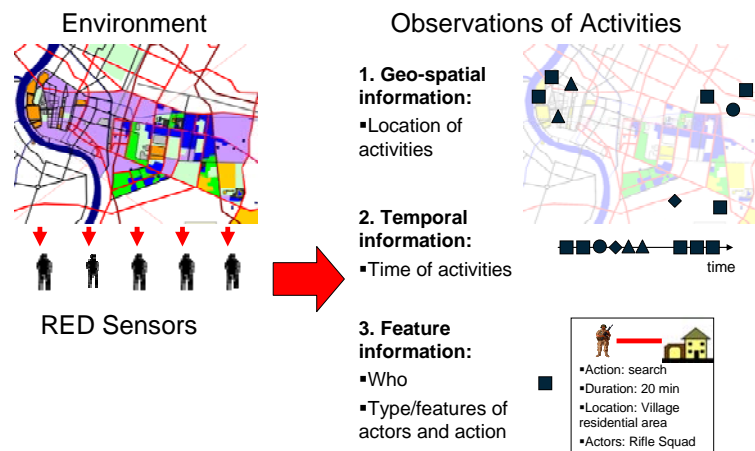 Environment
RED Sensors
Observations of Activities
1. Geo-spatial
information:
▪Location of
activities
2. Temporal
information:
▪Time of activities
time
3. Feature
information:
▪Who
▪Type/features of
actors and action
▪Action: search
▪Duration: 20 min
▪Location: Village
residential area
▪Actors: Rifle Squad